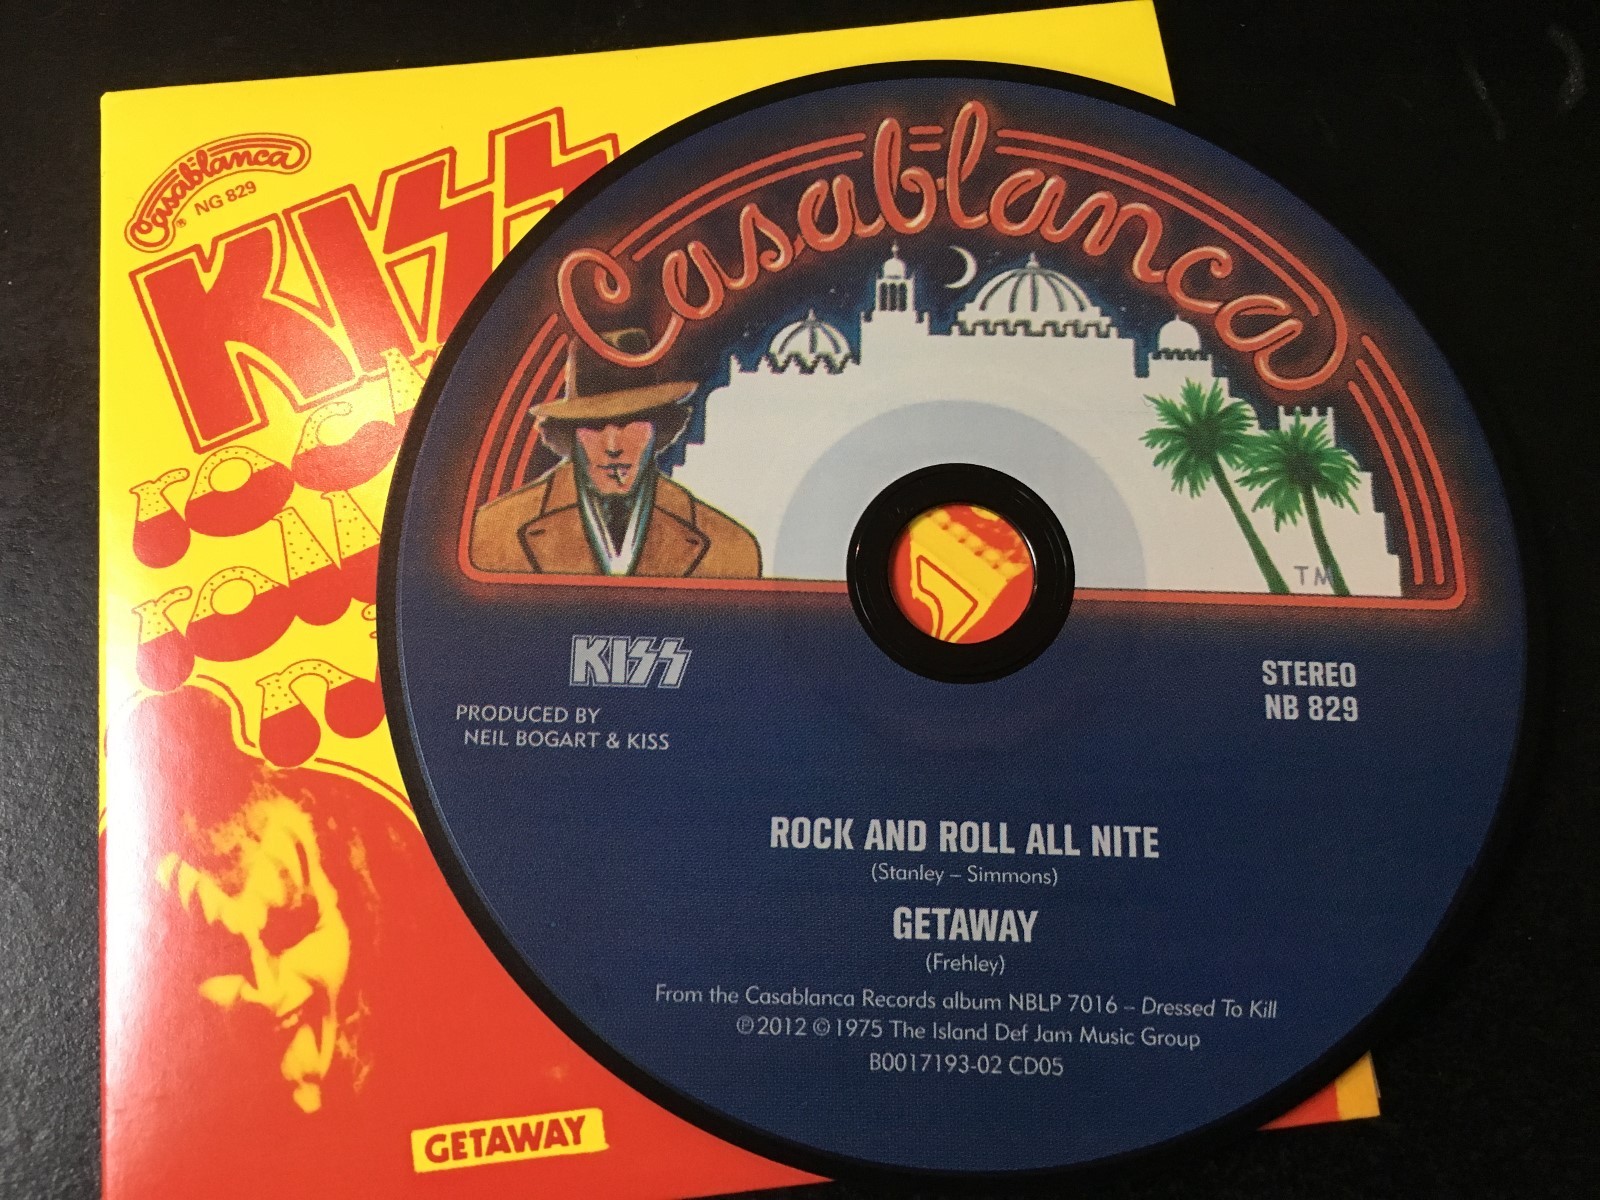 Casablanca
®
NG 829
KISS
rock
roll
Casablanca
TM
KISS
PRODUCED BY
NEIL BOGART & KISS
STEREO
NB 829
ROCK AND ROLL ALL NITE
(Stanley – Simmons)
GETAWAY
(Frehley)
From the Casablanca Records album NBLP 7016 – Dressed To Kill
℗2012 ©1975 The Island Def Jam Music Group
B0017193-02 CD05
GETAWAY